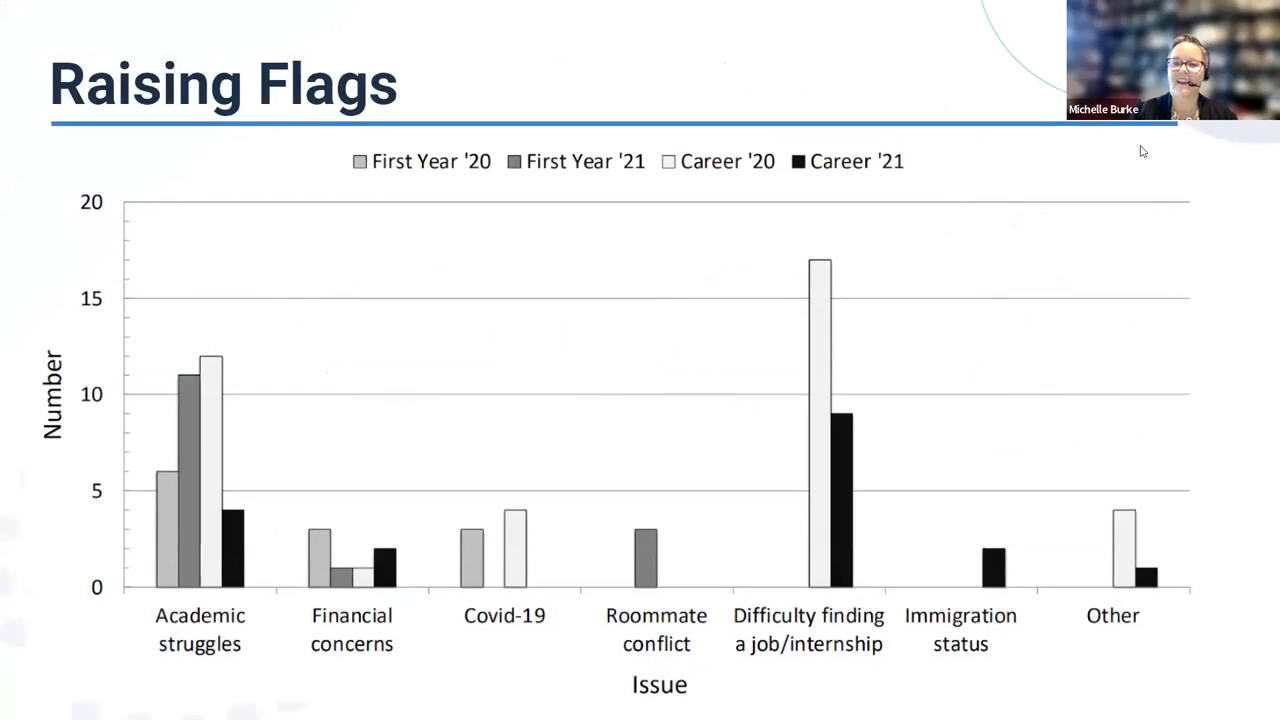 Raising Flags
Michelle Burke
First Year '20 First Year '21 Career '20 Career '21
20
15
10
5
0
Number
Academic struggles
Financial concerns
Covid-19
Roommate conflict
Difficulty finding a job/internship
Immigration status
Other
Issue